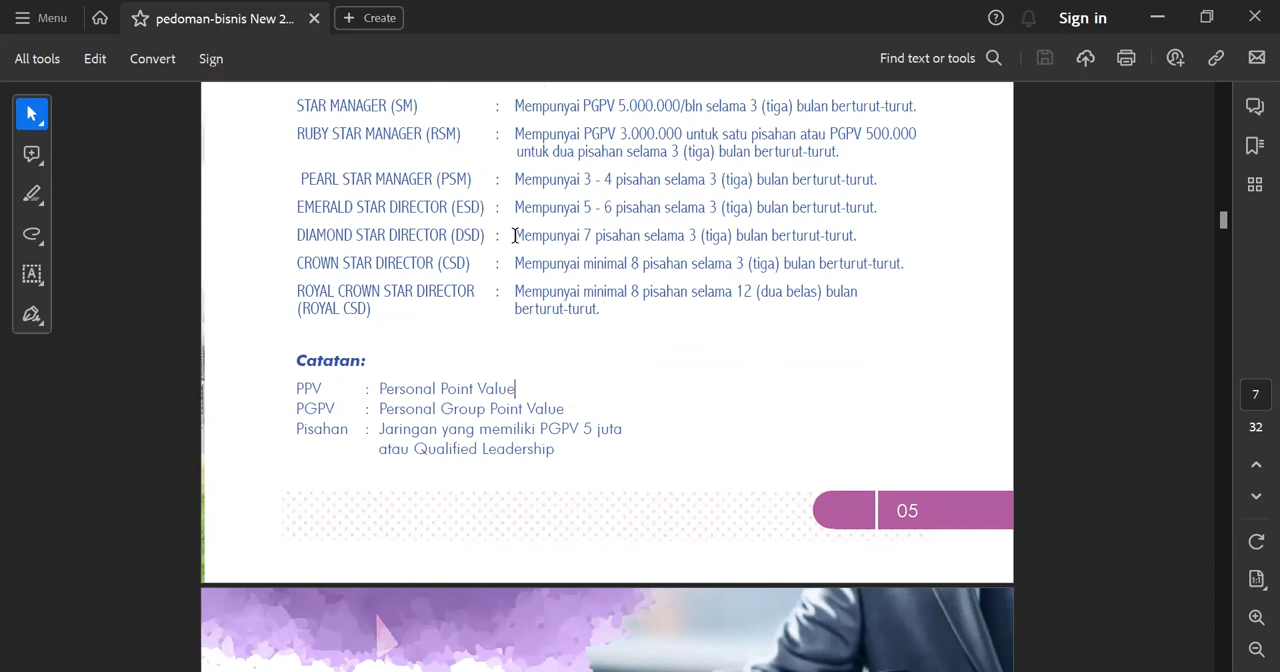 Menu
pedoman-bisnis New 2...
Create
Sign in
All tools Edit Convert Sign
Find text or tools
STAR MANAGER (SM) : Mempunyai PGPV 5.000.000/bln selama 3 (tiga) bulan berturut-turut.
RUBY STAR MANAGER (RSM) : Mempunyai PGPV 3.000.000 untuk satu pisahan atau PGPV 500.000
untuk dua pisahan selama 3 (tiga) bulan berturut-turut.
PEARL STAR MANAGER (PSM) : Mempunyai 3 - 4 pisahan selama 3 (tiga) bulan berturut-turut.
EMERALD STAR DIRECTOR (ESD) : Mempunyai 5 - 6 pisahan selama 3 (tiga) bulan berturut-turut.
DIAMOND STAR DIRECTOR (DSD) : Mempunyai 7 pisahan selama 3 (tiga) bulan berturut-turut.
CROWN STAR DIRECTOR (CSD) : Mempunyai minimal 8 pisahan selama 3 (tiga) bulan berturut-turut.
ROYAL CROWN STAR DIRECTOR : Mempunyai minimal 8 pisahan selama 12 (dua belas) bulan
(ROYAL CSD) berturut-turut.
Catatan:
PPV : Personal Point Value
PGPV : Personal Group Point Value
Pisahan : Jaringan yang memiliki PGPV 5 juta
atau Qualified Leadership
05
7
32